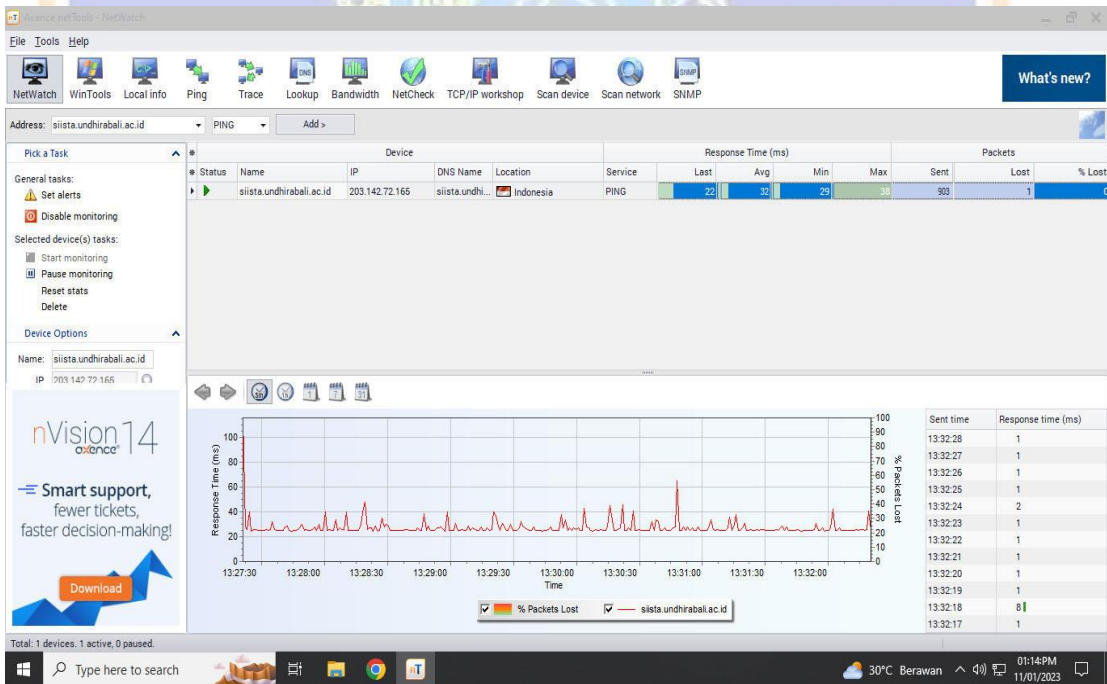 nT Axence netTools - NetWatch
File Tools Help
NetWatch WinTools Local info Ping Trace Lookup Bandwidth NetCheck TCP/IP workshop Scan device Scan network SNMP
DNS SNMP
What's new?
Address: siista.undhirabali.ac.id PING Add >
Pick a Task
General tasks:
Set alerts
Disable monitoring
Selected device(s) tasks:
Start monitoring
Pause monitoring
Reset stats
Delete
Device Options
Name: siista.undhirabali.ac.id
IP 203.142.72.165
Device Response Time (ms) Packets
Status Name IP DNS Name Location Service Last Avg Min Max Sent Lost % Lost
siista.undhirabali.ac.id 203.142.72.165 siista.undhi... Indonesia PING 22 32 29 38 903 1 0
5m 1h 1 7 31
nVision 14
axence®
Smart support,
fewer tickets,
faster decision-making!
Download
Response Time (ms)
100
80
60
40
20
0
13:27:30 13:28:00 13:28:30 13:29:00 13:29:30 13:30:00 13:30:30 13:31:00 13:31:30 13:32:00
Time
100
90
80
70
60
50
40
30
20
10
0
% Packets Lost
% Packets Lost siista.undhirabali.ac.id
Sent time Response time (ms)
13:32:28 1
13:32:27 1
13:32:26 1
13:32:25 1
13:32:24 2
13:32:23 1
13:32:22 1
13:32:21 1
13:32:20 1
13:32:19 1
13:32:18 8
13:32:17 1
Total: 1 devices. 1 active, 0 paused.
Type here to search
nT
30°C Berawan
01:14:PM
11/01/2023